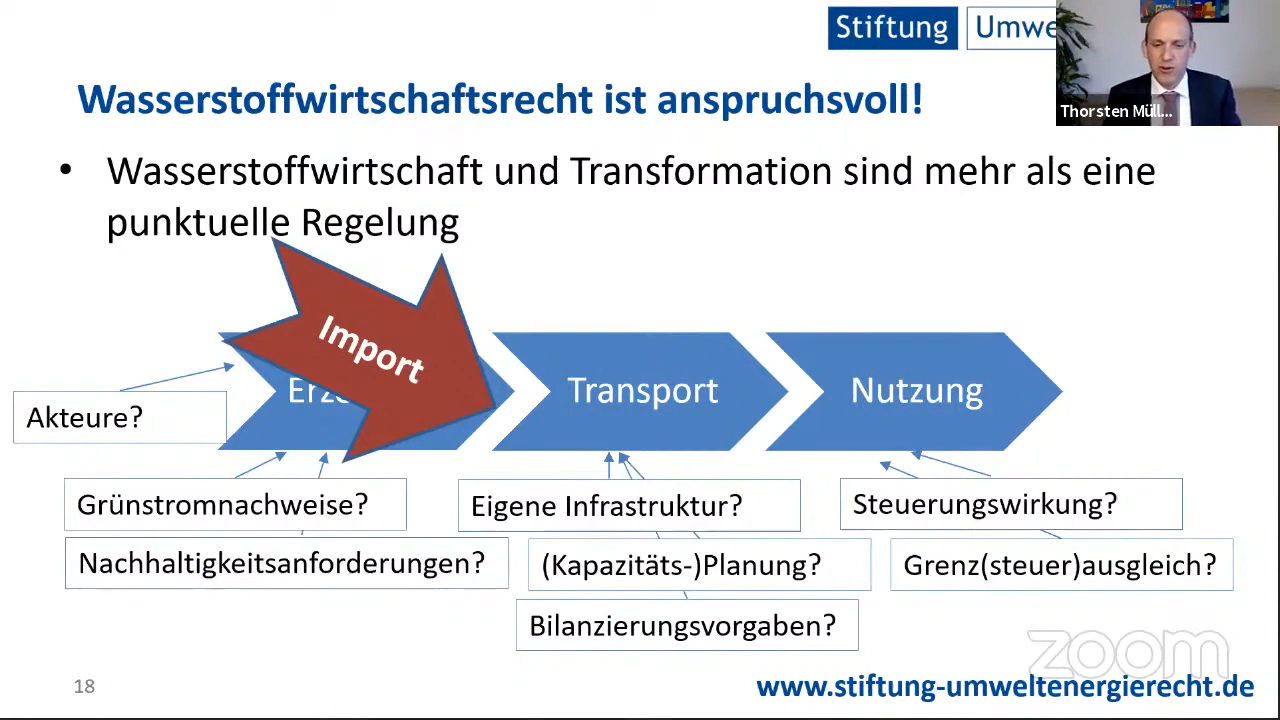 Stiftung Umwe
Thorsten Müll...
Wasserstoffwirtschaftsrecht ist anspruchsvoll!
• Wasserstoffwirtschaft und Transformation sind mehr als eine
punktuelle Regelung
Import
Erze
Transport
Nutzung
Akteure?
Grünstromnachweise?
Eigene Infrastruktur?
Steuerungswirkung?
Nachhaltigkeitsanforderungen?
(Kapazitäts-)Planung?
Grenz(steuer)ausgleich?
Bilanzierungsvorgaben?
zoom
18
www.stiftung-umweltenergierecht.de